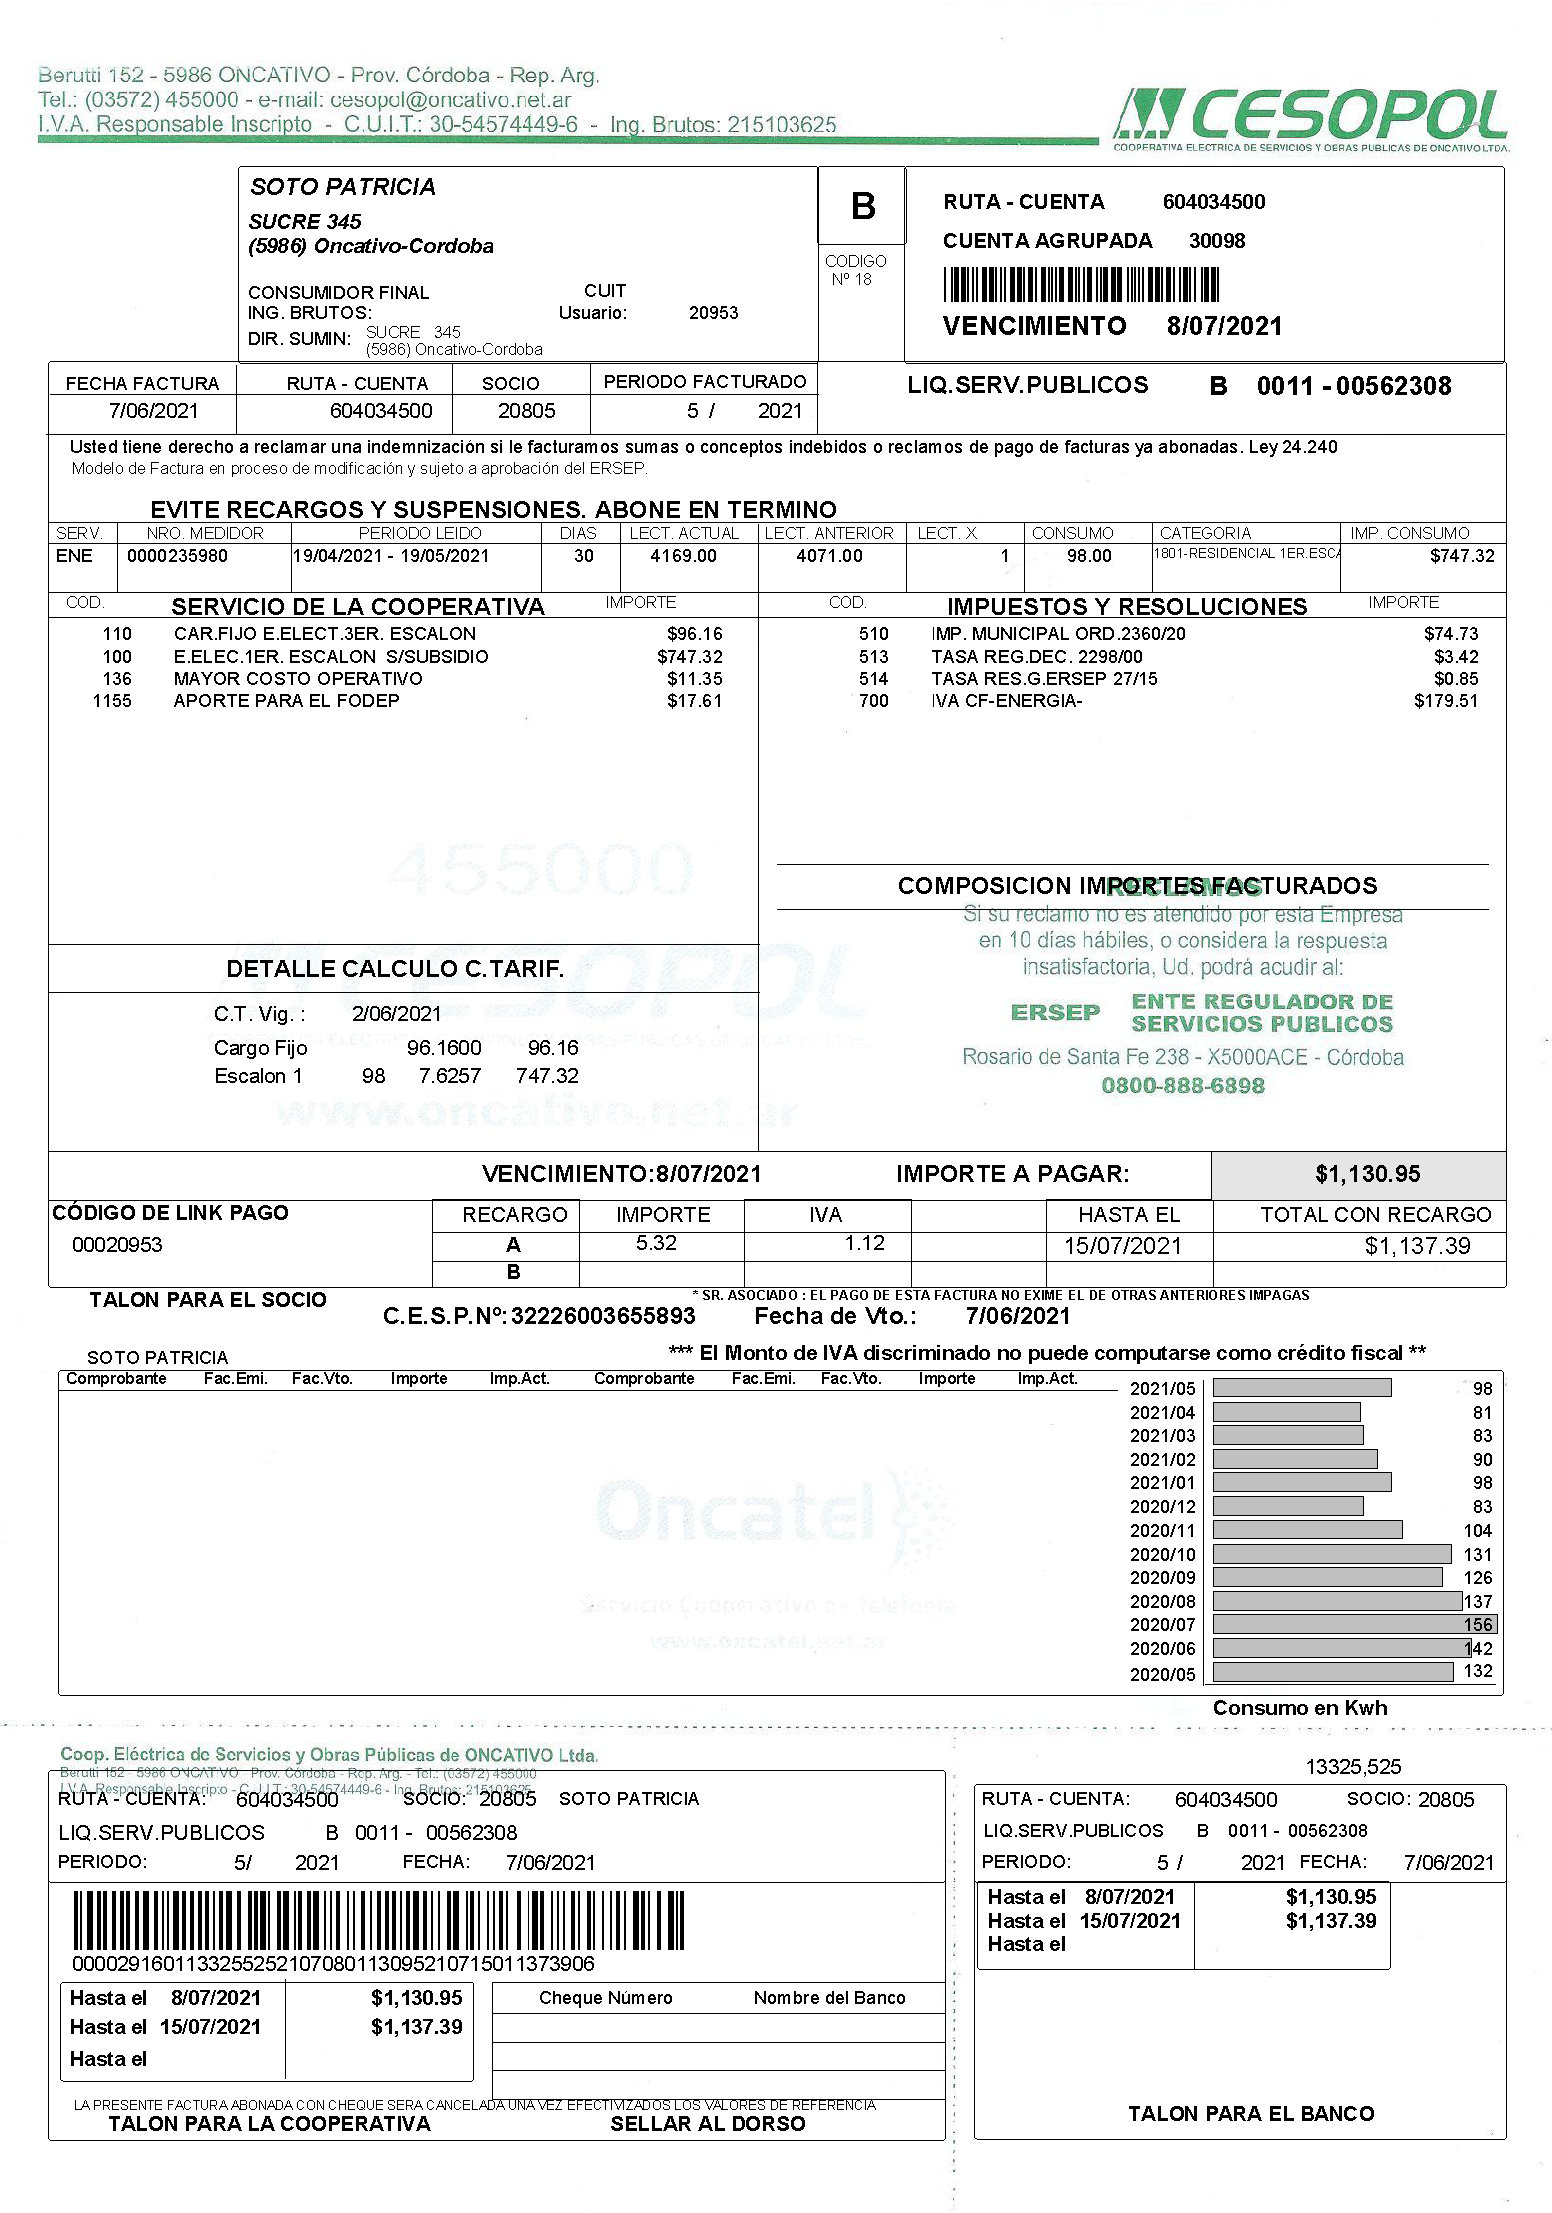 Berutti 152 - 5986 ONCATIVO - Prov. Córdoba - Rep. Arg.
Tel.: (03572) 455000 - e-mail: cesopol@oncativo.net.ar
I.V.A. Responsable Inscripto - C.U.I.T.: 30-54574449-6 - Ing. Brutos: 215103625
CESOPOL
COOPERATIVA ELECTRICA DE SERVICIOS Y OBRAS PUBLICAS DE ONCATIVO LTDA.
SOTO PATRICIA
SUCRE 345
(5986) Oncativo-Cordoba
CONSUMIDOR FINAL CUIT
ING. BRUTOS: Usuario: 20953
DIR. SUMIN: SUCRE 345
(5986) Oncativo-Cordoba
B
CODIGO
Nº 18
RUTA - CUENTA 604034500
CUENTA AGRUPADA 30098
VENCIMIENTO 8/07/2021
FECHA FACTURA RUTA - CUENTA SOCIO PERIODO FACTURADO
7/06/2021 604034500 20805 5 / 2021
LIQ.SERV.PUBLICOS B 0011 - 00562308
Usted tiene derecho a reclamar una indemnización si le facturamos sumas o conceptos indebidos o reclamos de pago de facturas ya abonadas. Ley 24.240
Modelo de Factura en proceso de modificación y sujeto a aprobación del ERSEP.
EVITE RECARGOS Y SUSPENSIONES. ABONE EN TERMINO
SERV. NRO. MEDIDOR PERIODO LEIDO DIAS LECT. ACTUAL LECT. ANTERIOR LECT. X CONSUMO CATEGORIA IMP. CONSUMO
ENE 0000235980 19/04/2021 - 19/05/2021 30 4169.00 4071.00 1 98.00 1801-RESIDENCIAL 1ER.ESCA $747.32
COD. SERVICIO DE LA COOPERATIVA IMPORTE
110 CAR.FIJO E.ELECT.3ER. ESCALON $96.16
100 E.ELEC.1ER. ESCALON S/SUBSIDIO $747.32
136 MAYOR COSTO OPERATIVO $11.35
1155 APORTE PARA EL FODEP $17.61
COD. IMPUESTOS Y RESOLUCIONES IMPORTE
510 IMP. MUNICIPAL ORD.2360/20 $74.73
513 TASA REG.DEC. 2298/00 $3.42
514 TASA RES.G.ERSEP 27/15 $0.85
700 IVA CF-ENERGIA- $179.51
455000
CESOPOL
www.oncativo.net.ar
COMPOSICION IMPORTES FACTURADOS
RECLAMOS
Si su reclamo no es atendido por esta Empresa
en 10 días hábiles, o considera la respuesta
insatisfactoria, Ud. podrá acudir al:
ERSEP ENTE REGULADOR DE
SERVICIOS PUBLICOS
Rosario de Santa Fe 238 - X5000ACE - Córdoba
0800-888-6898
DETALLE CALCULO C.TARIF.
C.T. Vig. : 2/06/2021
Cargo Fijo 96.1600 96.16
Escalon 1 98 7.6257 747.32
VENCIMIENTO:8/07/2021 IMPORTE A PAGAR: $1,130.95
CÓDIGO DE LINK PAGO
00020953
RECARGO IMPORTE IVA HASTA EL TOTAL CON RECARGO
A 5.32 1.12 15/07/2021 $1,137.39
B
TALON PARA EL SOCIO
* SR. ASOCIADO : EL PAGO DE ESTA FACTURA NO EXIME EL DE OTRAS ANTERIORES IMPAGAS
C.E.S.P.Nº: 32226003655893 Fecha de Vto.: 7/06/2021
SOTO PATRICIA
*** El Monto de IVA discriminado no puede computarse como crédito fiscal **
Comprobante Fac.Emi. Fac.Vto. Importe Imp.Act. Comprobante Fac.Emi. Fac.Vto. Importe Imp.Act.
2021/05 98
2021/04 81
2021/03 83
2021/02 90
2021/01 98
2020/12 83
2020/11 104
2020/10 131
2020/09 126
2020/08 137
2020/07 156
2020/06 142
2020/05 132
Consumo en Kwh
Oncatel
Servicio Cooperativo de Telefonía
www.oncatel.net.ar
Coop. Eléctrica de Servicios y Obras Públicas de ONCATIVO Ltda.
Berutti 152 - 5986 ONCATIVO - Prov. Córdoba - Rep. Arg. - Tel.: (03572) 455000
I.V.A. Responsable Inscripto - C.U.I.T.: 30-54574449-6 - Ing. Brutos: 215103625
RUTA - CUENTA: 604034500 SOCIO: 20805 SOTO PATRICIA
LIQ.SERV.PUBLICOS B 0011 - 00562308
PERIODO: 5/ 2021 FECHA: 7/06/2021
0000291601133255252107080113095210715011373906
Hasta el 8/07/2021 $1,130.95
Hasta el 15/07/2021 $1,137.39
Hasta el
Cheque Número Nombre del Banco
LA PRESENTE FACTURA ABONADA CON CHEQUE SERA CANCELADA UNA VEZ EFECTIVIZADOS LOS VALORES DE REFERENCIA
TALON PARA LA COOPERATIVA SELLAR AL DORSO
13325,525
RUTA - CUENTA: 604034500 SOCIO: 20805
LIQ.SERV.PUBLICOS B 0011 - 00562308
PERIODO: 5 / 2021 FECHA: 7/06/2021
Hasta el 8/07/2021 $1,130.95
Hasta el 15/07/2021 $1,137.39
Hasta el
TALON PARA EL BANCO